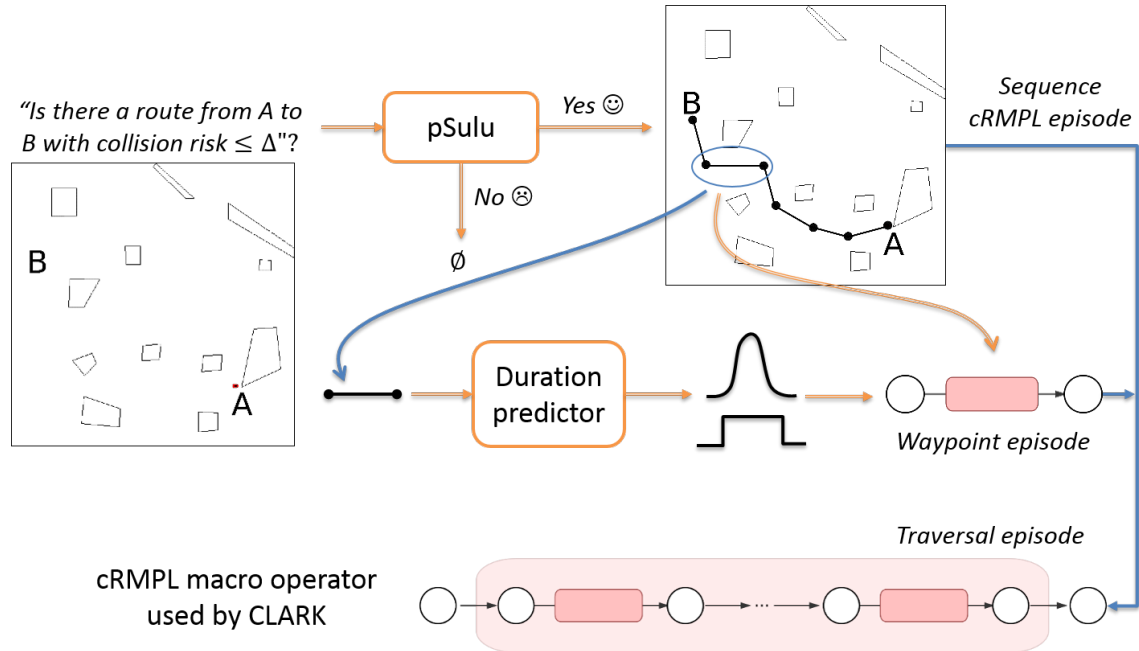 “Is there a route from A to
B with collision risk ≤ Δ"?
B
A
pSulu
Yes ☺
No ☹
∅
B
A
Sequence
cRMPL episode
Duration
predictor
Waypoint episode
Traversal episode
...
cRMPL macro operator
used by CLARK